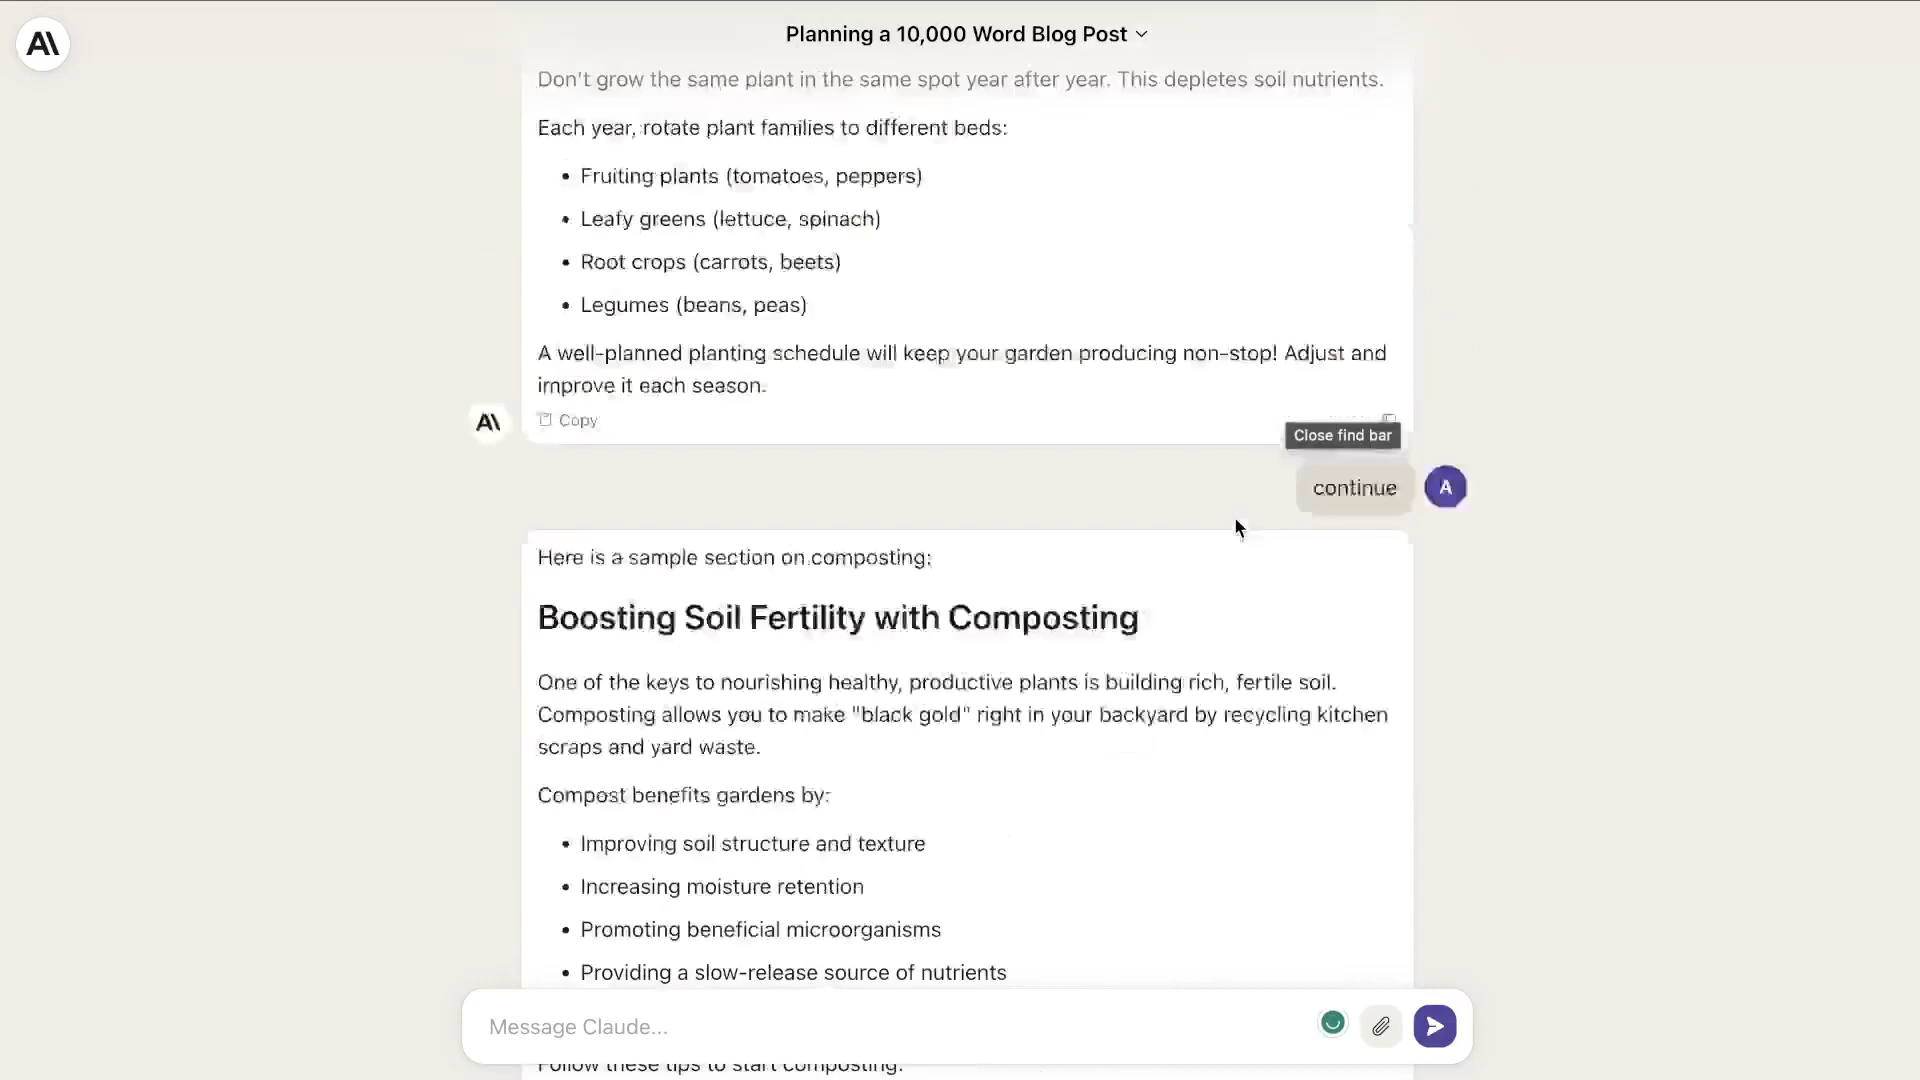 A\
Planning a 10,000 Word Blog Post
Don't grow the same plant in the same spot year after year. This depletes soil nutrients.
Each year, rotate plant families to different beds:
• Fruiting plants (tomatoes, peppers)
• Leafy greens (lettuce, spinach)
• Root crops (carrots, beets)
• Legumes (beans, peas)
A well-planned planting schedule will keep your garden producing non-stop! Adjust and
improve it each season.
A\
Copy
Close find bar
continue
A
Here is a sample section on composting:
Boosting Soil Fertility with Composting
One of the keys to nourishing healthy, productive plants is building rich, fertile soil.
Composting allows you to make "black gold" right in your backyard by recycling kitchen
scraps and yard waste.
Compost benefits gardens by:
• Improving soil structure and texture
• Increasing moisture retention
• Promoting beneficial microorganisms
• Providing a slow-release source of nutrients
Message Claude...
Follow these tips to start composting: